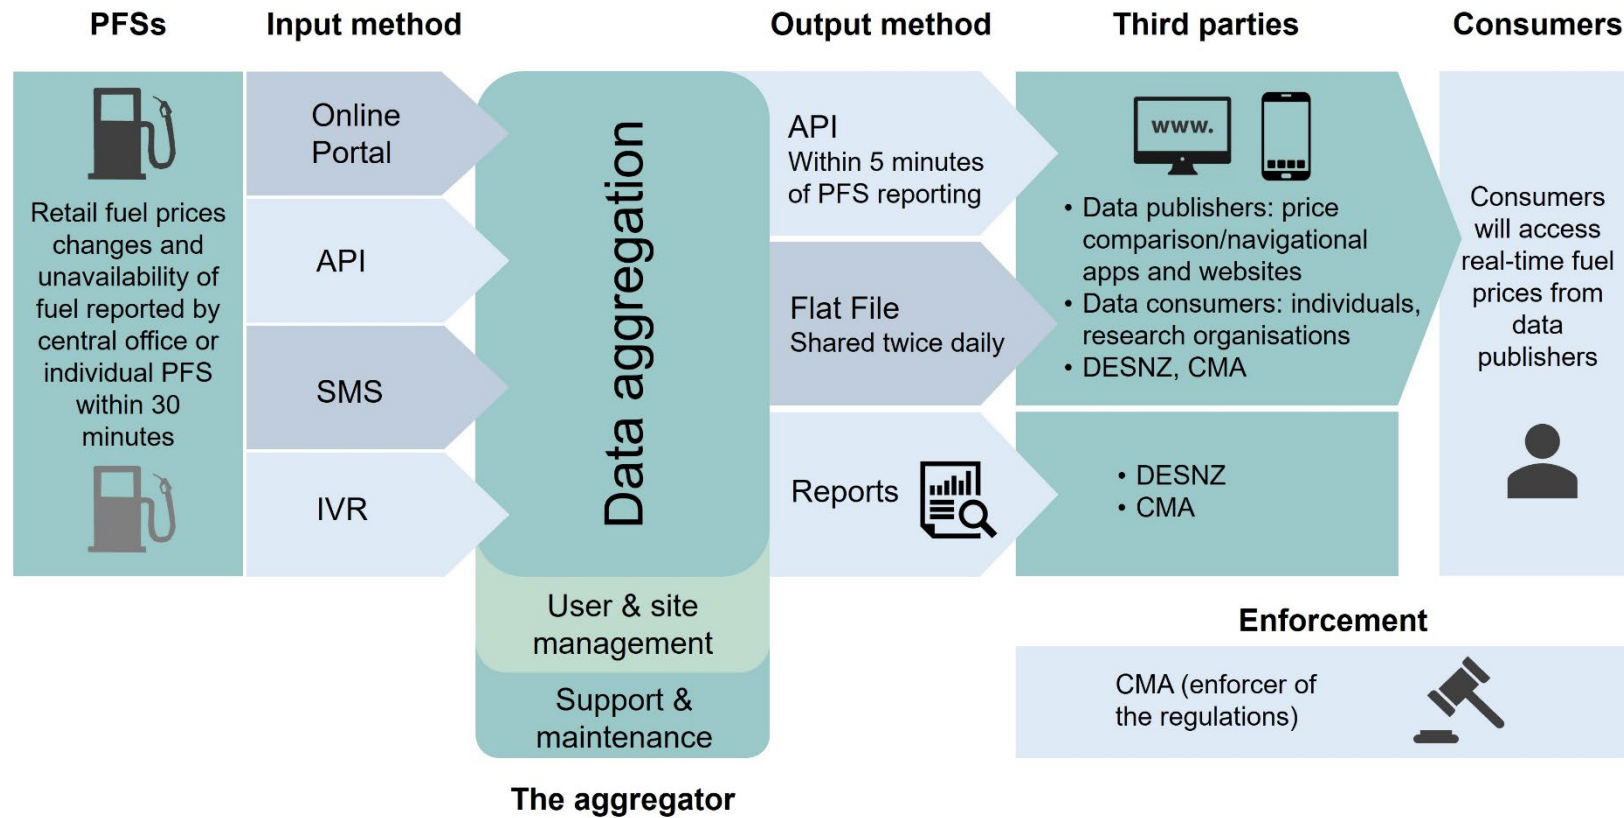 PFSs
Input method
Output method
Third parties
Consumers
Retail fuel prices
changes and
unavailability of
fuel reported by
central office or
individual PFS
within 30
minutes
Online
Portal
API
SMS
IVR
Data aggregation
User & site
management
Support &
maintenance
The aggregator
API
Within 5 minutes
of PFS reporting
Flat File
Shared twice daily
Reports
www.
• Data publishers: price
comparison/navigational
apps and websites
• Data consumers: individuals,
research organisations
• DESNZ, CMA
• DESNZ
• CMA
Consumers
will access
real-time fuel
prices from
data
publishers
Enforcement
CMA (enforcer of
the regulations)